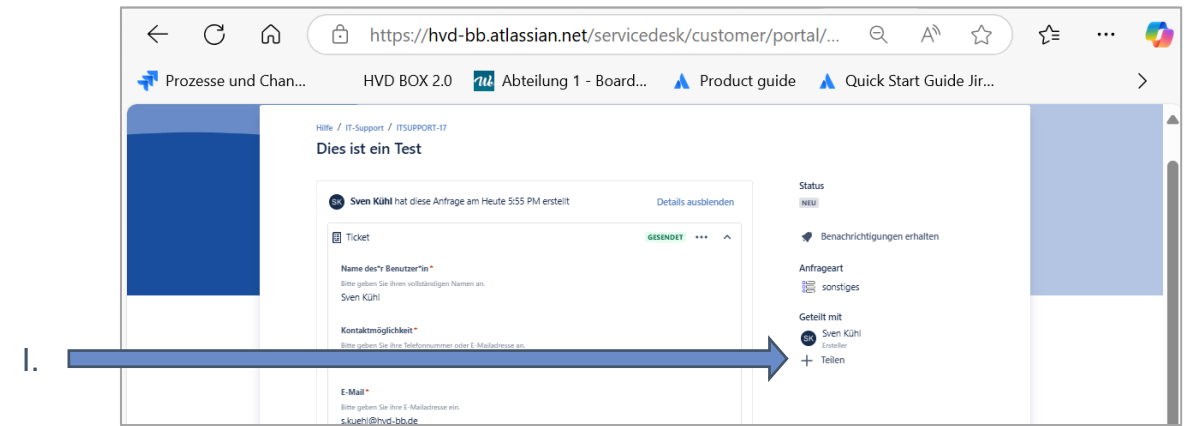 https://hvd-bb.atlassian.net/servicedesk/customer/portal/...
Prozesse und Chan... HVD BOX 2.0 Abteilung 1 - Board... Product guide Quick Start Guide Jir...
Hilfe / IT-Support / ITSUPPORT-17
Dies ist ein Test
SK Sven Kühl hat diese Anfrage am Heute 5:55 PM erstellt Details ausblenden
Ticket GESENDET
Name des*r Benutzer*in *
Bitte geben Sie ihren vollständigen Namen an.
Sven Kühl
Kontaktmöglichkeit *
Bitte geben Sie ihre Telefonnummer oder E-Mailadresse an.
E-Mail *
Bitte geben Sie ihre E-Mailadresse ein.
s.kuehl@hvd-bb.de
Status
NEU
Benachrichtigungen erhalten
Anfrageart
sonstiges
Geteilt mit
SK Sven Kühl
Ersteller
Teilen
I.